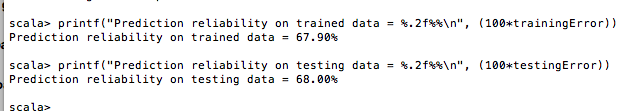 scala> printf("Prediction reliability on trained data = %.2f%%\n", (100*trainingError))
Prediction reliability on trained data = 67.90%
scala> printf("Prediction reliability on testing data = %.2f%%\n", (100*testingError))
Prediction reliability on testing data = 68.00%
scala>